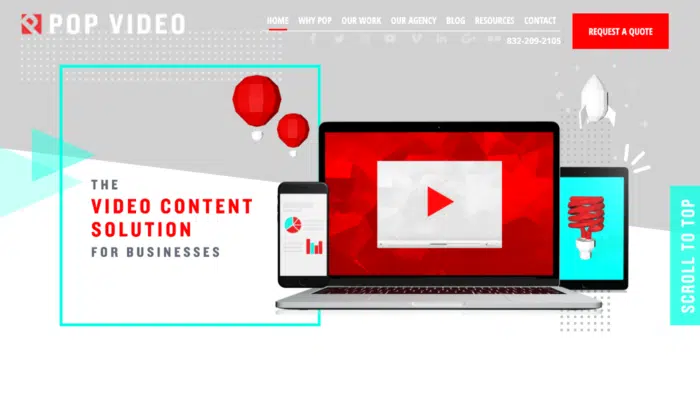 POP VIDEO
HOME WHY POP OUR WORK OUR AGENCY BLOG RESOURCES CONTACT
832-209-2105
REQUEST A QUOTE
THE
VIDEO CONTENT
SOLUTION
FOR BUSINESSES
SCROLL TO TOP